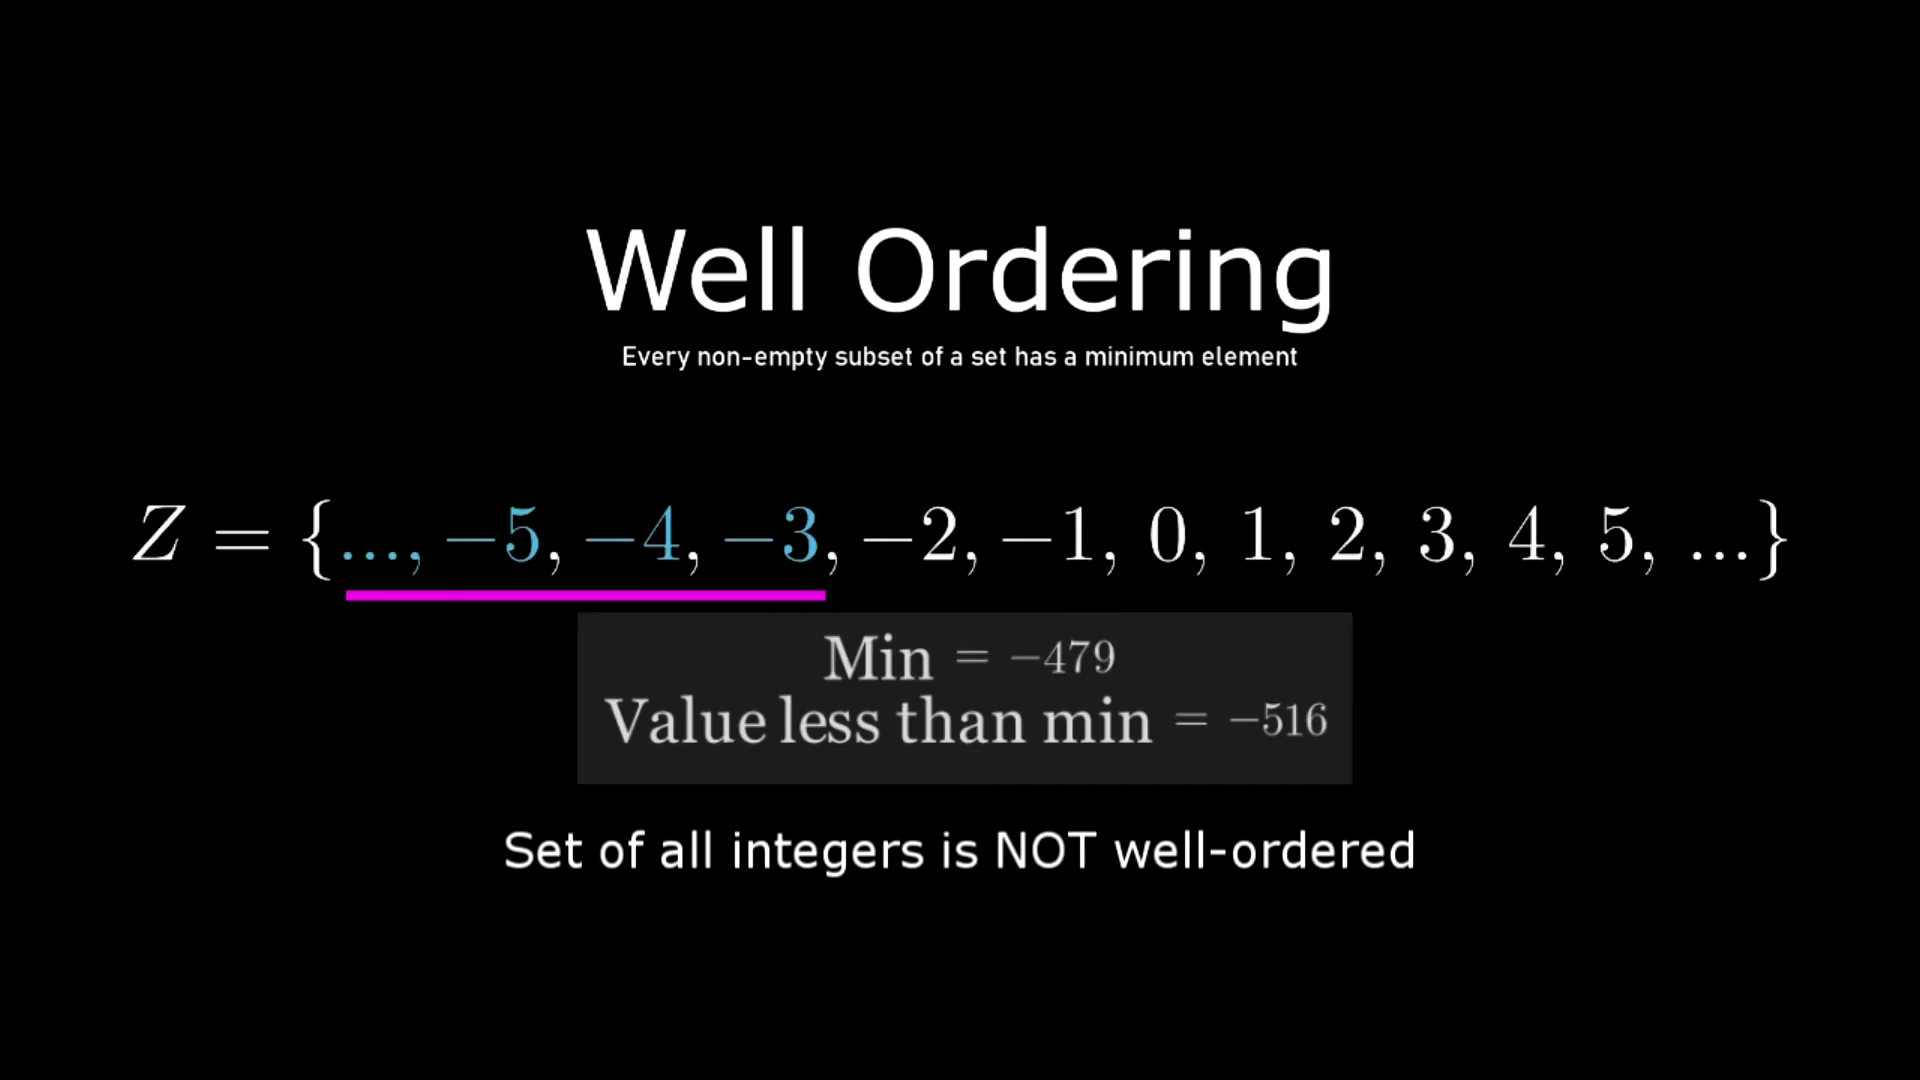 Well Ordering
Every non-empty subset of a set has a minimum element
Z = {..., −5, −4, −3, −2, −1, 0, 1, 2, 3, 4, 5, ...}
Min = −479
Value less than min = −516
Set of all integers is NOT well-ordered